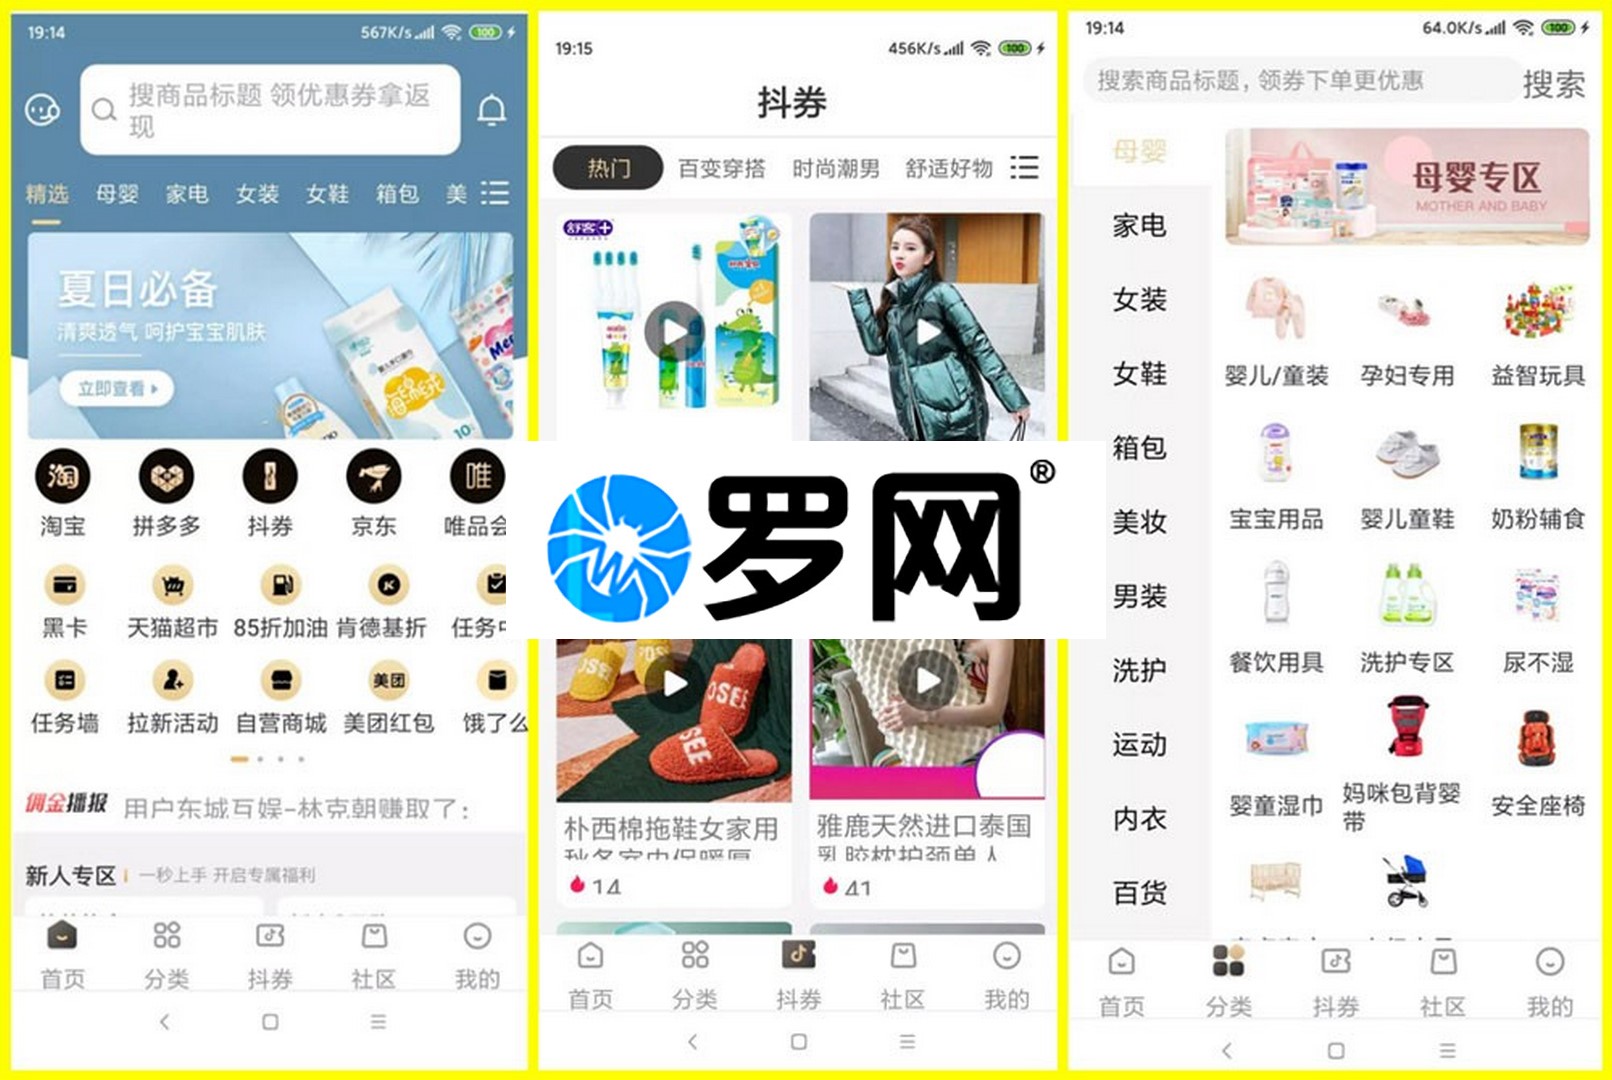 19:14
567K/s
100
搜商品标题 领优惠券拿返
现
精选 母婴 家电 女装 女鞋 箱包 美
夏日必备
清爽透气 呵护宝宝肌肤
立即查看
淘 唯
淘宝 拼多多 抖券 京东 唯品会
黑卡 天猫超市 85折加油 肯德基折 任务中
美团
任务墙 拉新活动 自营商城 美团红包 饿了么
佣金播报 用户东城互娱-林克朝赚取了:
新人专区 一秒上手 开启专属福利
首页 分类 抖券 社区 我的
19:15
456K/s
100
抖券
热门 百变穿搭 时尚潮男 舒适好物
舒客
罗网®
朴西棉拖鞋女家用
秋冬室内保暖厚
14
雅鹿天然进口泰国
乳胶枕护颈单人
41
首页 分类 抖券 社区 我的
19:14
64.0K/s
100
搜索商品标题,领券下单更优惠
搜索
母婴
家电
女装
女鞋
箱包
美妆
男装
洗护
运动
内衣
百货
母婴专区
MOTHER AND BABY
婴儿/童装 孕妇专用 益智玩具
宝宝用品 婴儿童鞋 奶粉辅食
餐饮用具 洗护专区 尿不湿
婴童湿巾 妈咪包背婴
带 安全座椅
首页 分类 抖券 社区 我的